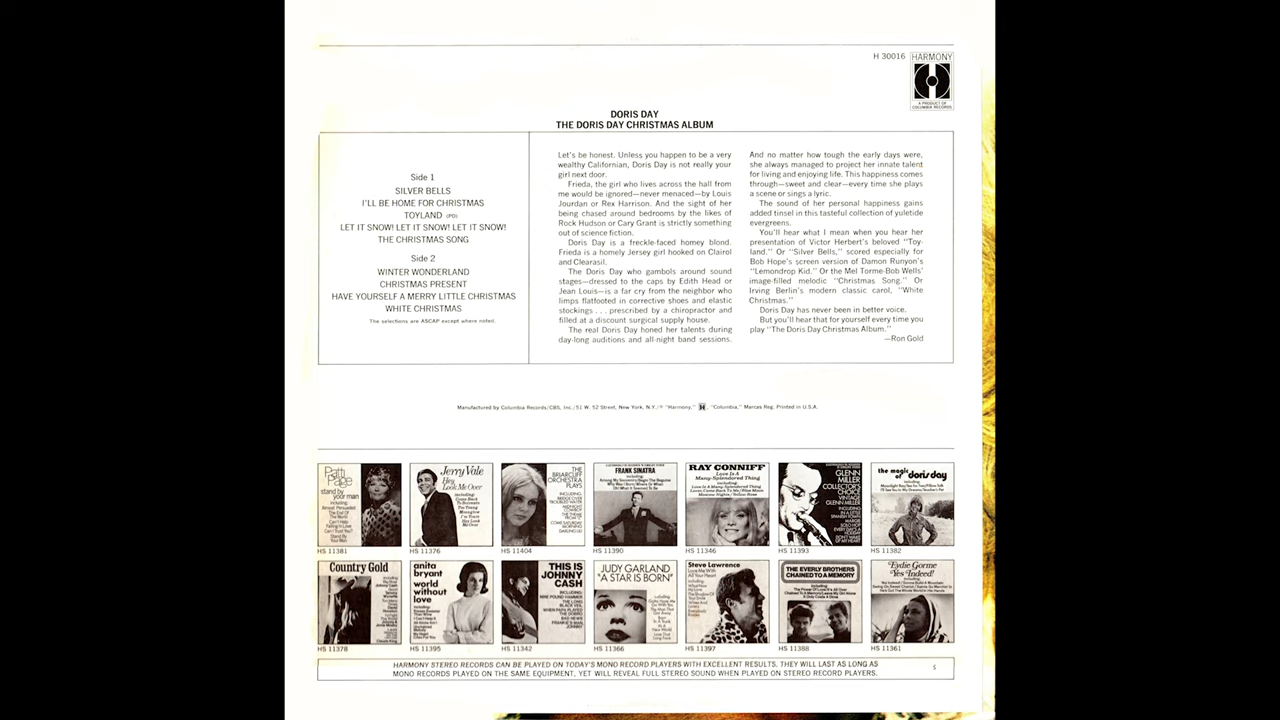 H 30016
HARMONY
A PRODUCT OF
COLUMBIA RECORDS
DORIS DAY
THE DORIS DAY CHRISTMAS ALBUM
Side 1
SILVER BELLS
I'LL BE HOME FOR CHRISTMAS
TOYLAND (PD)
LET IT SNOW! LET IT SNOW! LET IT SNOW!
THE CHRISTMAS SONG
Side 2
WINTER WONDERLAND
CHRISTMAS PRESENT
HAVE YOURSELF A MERRY LITTLE CHRISTMAS
WHITE CHRISTMAS
The selections are ASCAP except where noted.
Let's be honest. Unless you happen to be a very
wealthy Californian, Doris Day is not really your
girl next door.
Frieda, the girl who lives across the hall from
me would be ignored—never menaced—by Louis
Jourdan or Rex Harrison. And the sight of her
being chased around bedrooms by the likes of
Rock Hudson or Cary Grant is strictly something
out of science fiction.
Doris Day is a freckle-faced homey blond.
Frieda is a homely Jersey girl hooked on Clairol
and Clearasil.
The Doris Day who gambols around sound
stages—dressed to the caps by Edith Head or
Jean Louis—is a far cry from the neighbor who
limps flatfooted in corrective shoes and elastic
stockings . . . prescribed by a chiropractor and
filled at a discount surgical supply house.
The real Doris Day honed her talents during
day-long auditions and all-night band sessions.
And no matter how tough the early days were,
she always managed to project her innate talent
for living and enjoying life. This happiness comes
through—sweet and clear—every time she plays
a scene or sings a lyric.
The sound of her personal happiness gains
added tinsel in this tasteful collection of yuletide
evergreens.
You'll hear what I mean when you hear her
presentation of Victor Herbert's beloved "Toy-
land." Or "Silver Bells," scored especially for
Bob Hope's screen version of Damon Runyon's
"Lemondrop Kid." Or the Mel Torme-Bob Wells'
image-filled melodic "Christmas Song." Or
Irving Berlin's modern classic carol, "White
Christmas."
Doris Day has never been in better voice.
But you'll hear that for yourself every time you
play "The Doris Day Christmas Album."
—Ron Gold
Manufactured by Columbia Records/CBS, Inc./51 W. 52 Street, New York, N.Y./® "Harmony," H, "Columbia," Marcas Reg. Printed in U.S.A.
Patti Page
stand by
your man
HS 11381
Jerry Vale
Hey,
Look Me Over
HS 11376
THE
BRIARCLIFF
ORCHESTRA
PLAYS
HS 11404
FRANK SINATRA
HS 11390
RAY CONNIFF
Love Is A
Many-Splendored Thing
HS 11346
GLENN
MILLER
COLLECTOR'S
CHOICE
HS 11393
the magic of doris day
HS 11382
Country Gold
HS 11378
anita
bryant
world
without
love
HS 11395
THIS IS
JOHNNY
CASH
HS 11342
JUDY GARLAND
"A STAR IS BORN"
HS 11366
Steve Lawrence
HS 11397
THE EVERLY BROTHERS
CHAINED TO A MEMORY
HS 11388
Eydie Gorme
"Yes Indeed!"
HS 11361
HARMONY STEREO RECORDS CAN BE PLAYED ON TODAY'S MONO RECORD PLAYERS WITH EXCELLENT RESULTS. THEY WILL LAST AS LONG AS
MONO RECORDS PLAYED ON THE SAME EQUIPMENT, YET WILL REVEAL FULL STEREO SOUND WHEN PLAYED ON STEREO RECORD PLAYERS.
5